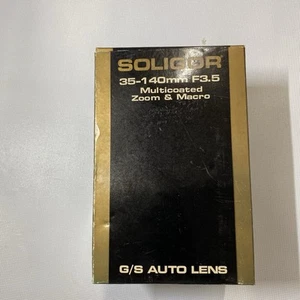 SOLIGOR
35-140mm F3.5
Multicoated
Zoom & Macro
G/S AUTO LENS